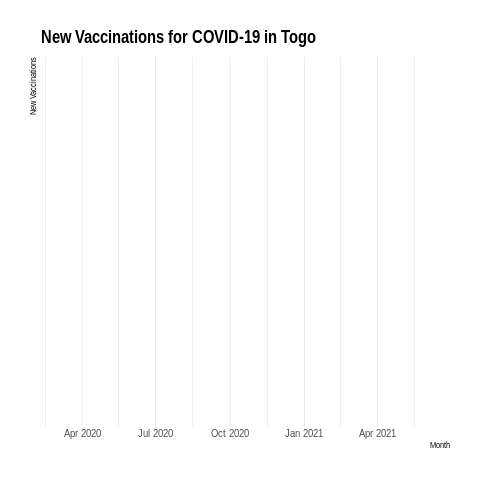 New Vaccinations for COVID-19 in Togo
New Vaccinations
Apr 2020
Jul 2020
Oct 2020
Jan 2021
Apr 2021
Month